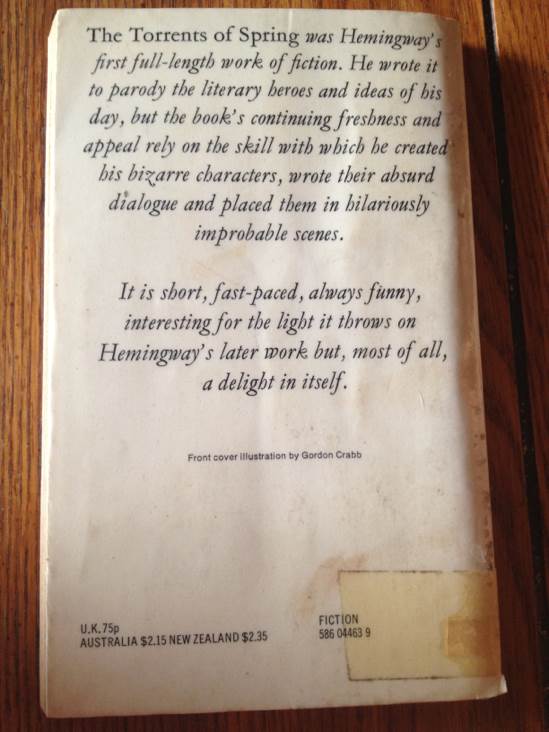 The Torrents of Spring was Hemingway's
first full-length work of fiction. He wrote it
to parody the literary heroes and ideas of his
day, but the book's continuing freshness and
appeal rely on the skill with which he created
his bizarre characters, wrote their absurd
dialogue and placed them in hilariously
improbable scenes.
It is short, fast-paced, always funny,
interesting for the light it throws on
Hemingway's later work but, most of all,
a delight in itself.
Front cover illustration by Gordon Crabb
U.K. 75p
AUSTRALIA $2.15 NEW ZEALAND $2.35
FICTION
586 04463 9